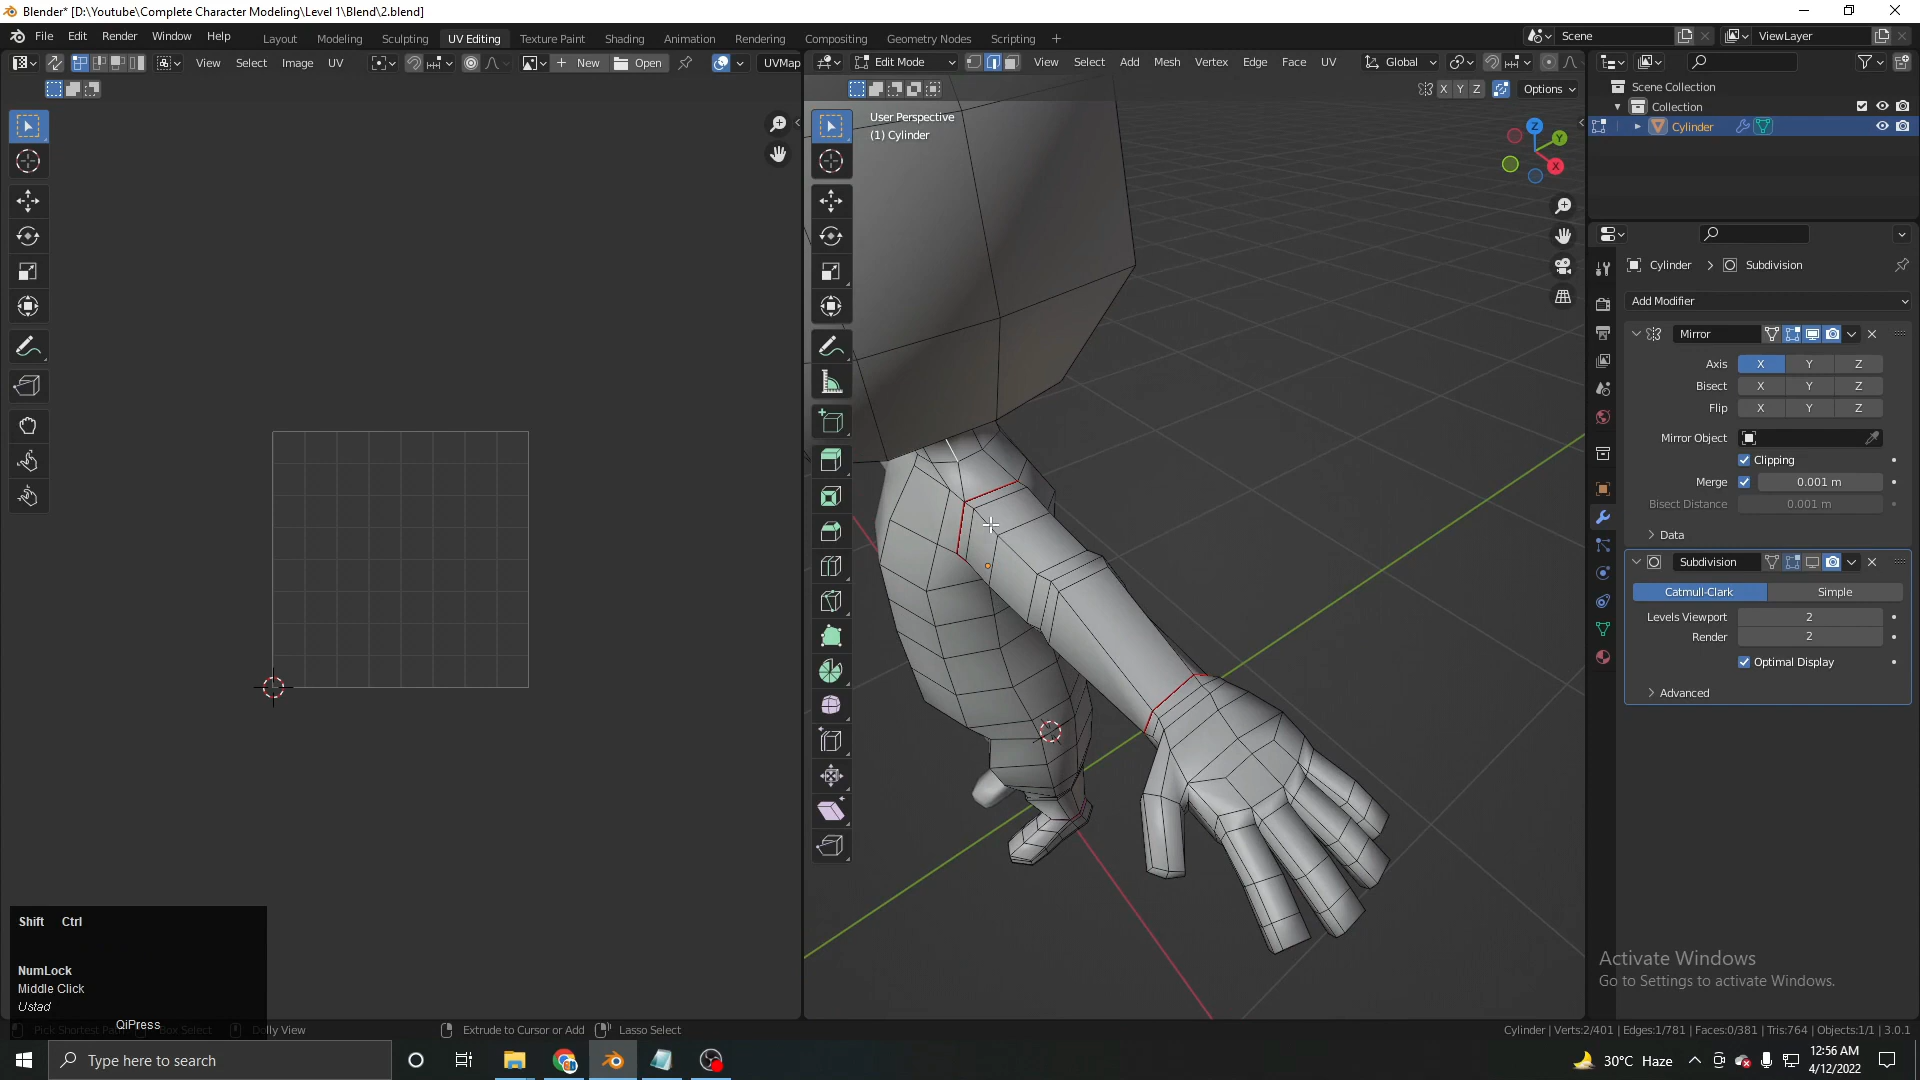 Blender* [D:\Youtube\Complete Character Modeling\Level 1\Blend\2.blend]
File Edit Render Window Help
Layout Modeling Sculpting UV Editing Texture Paint Shading Animation Rendering Compositing Geometry Nodes Scripting
Scene
ViewLayer
View Select Image UV
New
Open
UVMap
Edit Mode
View Select Add Mesh Vertex Edge Face UV
Global
X Y Z
Options
User Perspective
(1) Cylinder
Z
Y
X
Scene Collection
Collection
Cylinder
Cylinder
Subdivision
Add Modifier
Mirror
Axis X Y Z
Bisect X Y Z
Flip X Y Z
Mirror Object
Clipping
Merge 0.001 m
Bisect Distance 0.001 m
Data
Subdivision
Catmull-Clark Simple
Levels Viewport 2
Render 2
Optimal Display
Advanced
Shift Ctrl
NumLock
Middle Click
Ustad
QiPress
Activate Windows
Go to Settings to activate Windows.
Pick Shortest Path
Box Select
Dolly View
Extrude to Cursor or Add
Lasso Select
Cylinder | Verts:2/401 | Edges:1/781 | Faces:0/381 | Tris:764 | Objects:1/1 | 3.0.1
Type here to search
30°C Haze
12:56 AM
4/12/2022